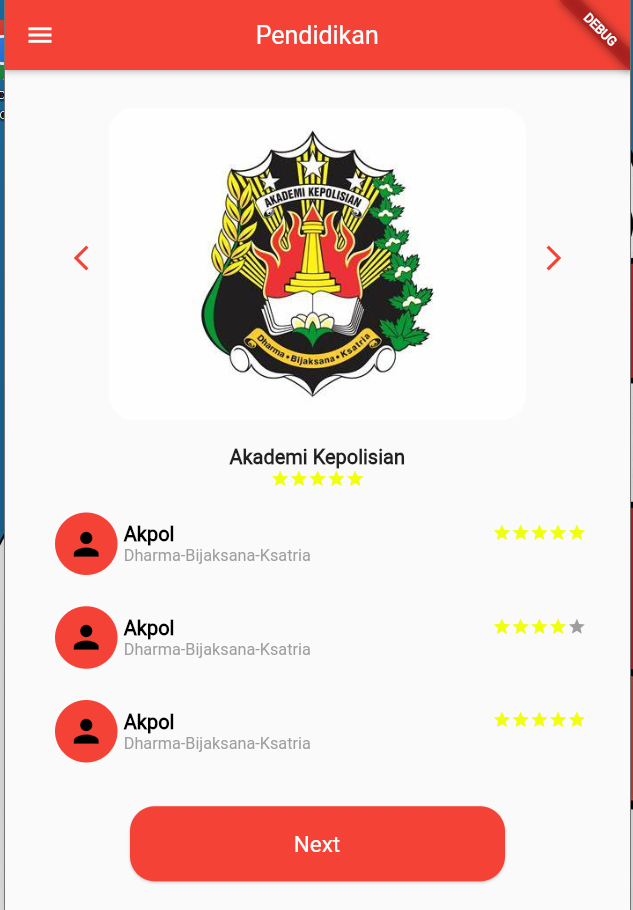 Pendidikan
DEBUG
AKADEMI KEPOLISIAN
Dharma • Bijaksana • Ksatria
Akademi Kepolisian
Akpol
Dharma-Bijaksana-Ksatria
Akpol
Dharma-Bijaksana-Ksatria
Akpol
Dharma-Bijaksana-Ksatria
Next